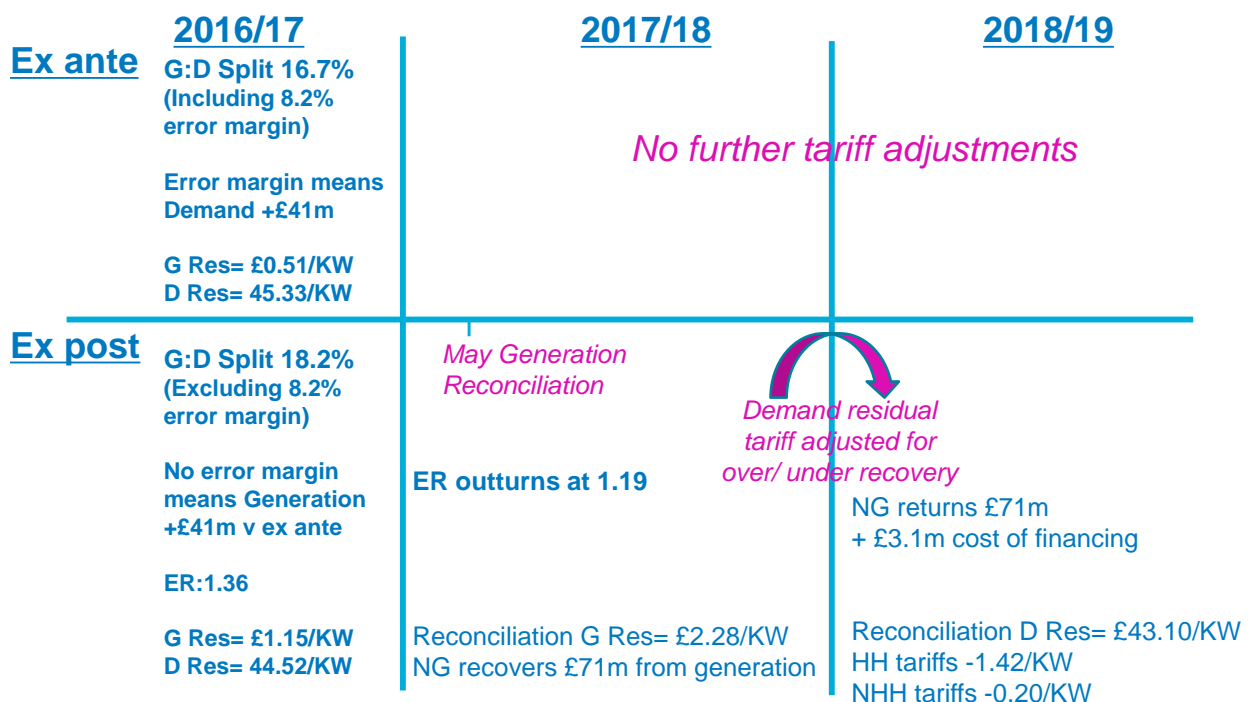 2016/17
2017/18
2018/19
Ex ante
G:D Split 16.7%
(Including 8.2%
error margin)
Error margin means
Demand +£41m
G Res= £0.51/KW
D Res= 45.33/KW
No further tariff adjustments
Ex post
G:D Split 18.2%
(Excluding 8.2%
error margin)
No error margin
means Generation
+£41m v ex ante
ER:1.36
G Res= £1.15/KW
D Res= 44.52/KW
May Generation
Reconciliation
ER outturns at 1.19
Reconciliation G Res= £2.28/KW
NG recovers £71m from generation
Demand residual
tariff adjusted for
over/ under recovery
NG returns £71m
+ £3.1m cost of financing
Reconciliation D Res= £43.10/KW
HH tariffs -1.42/KW
NHH tariffs -0.20/KW